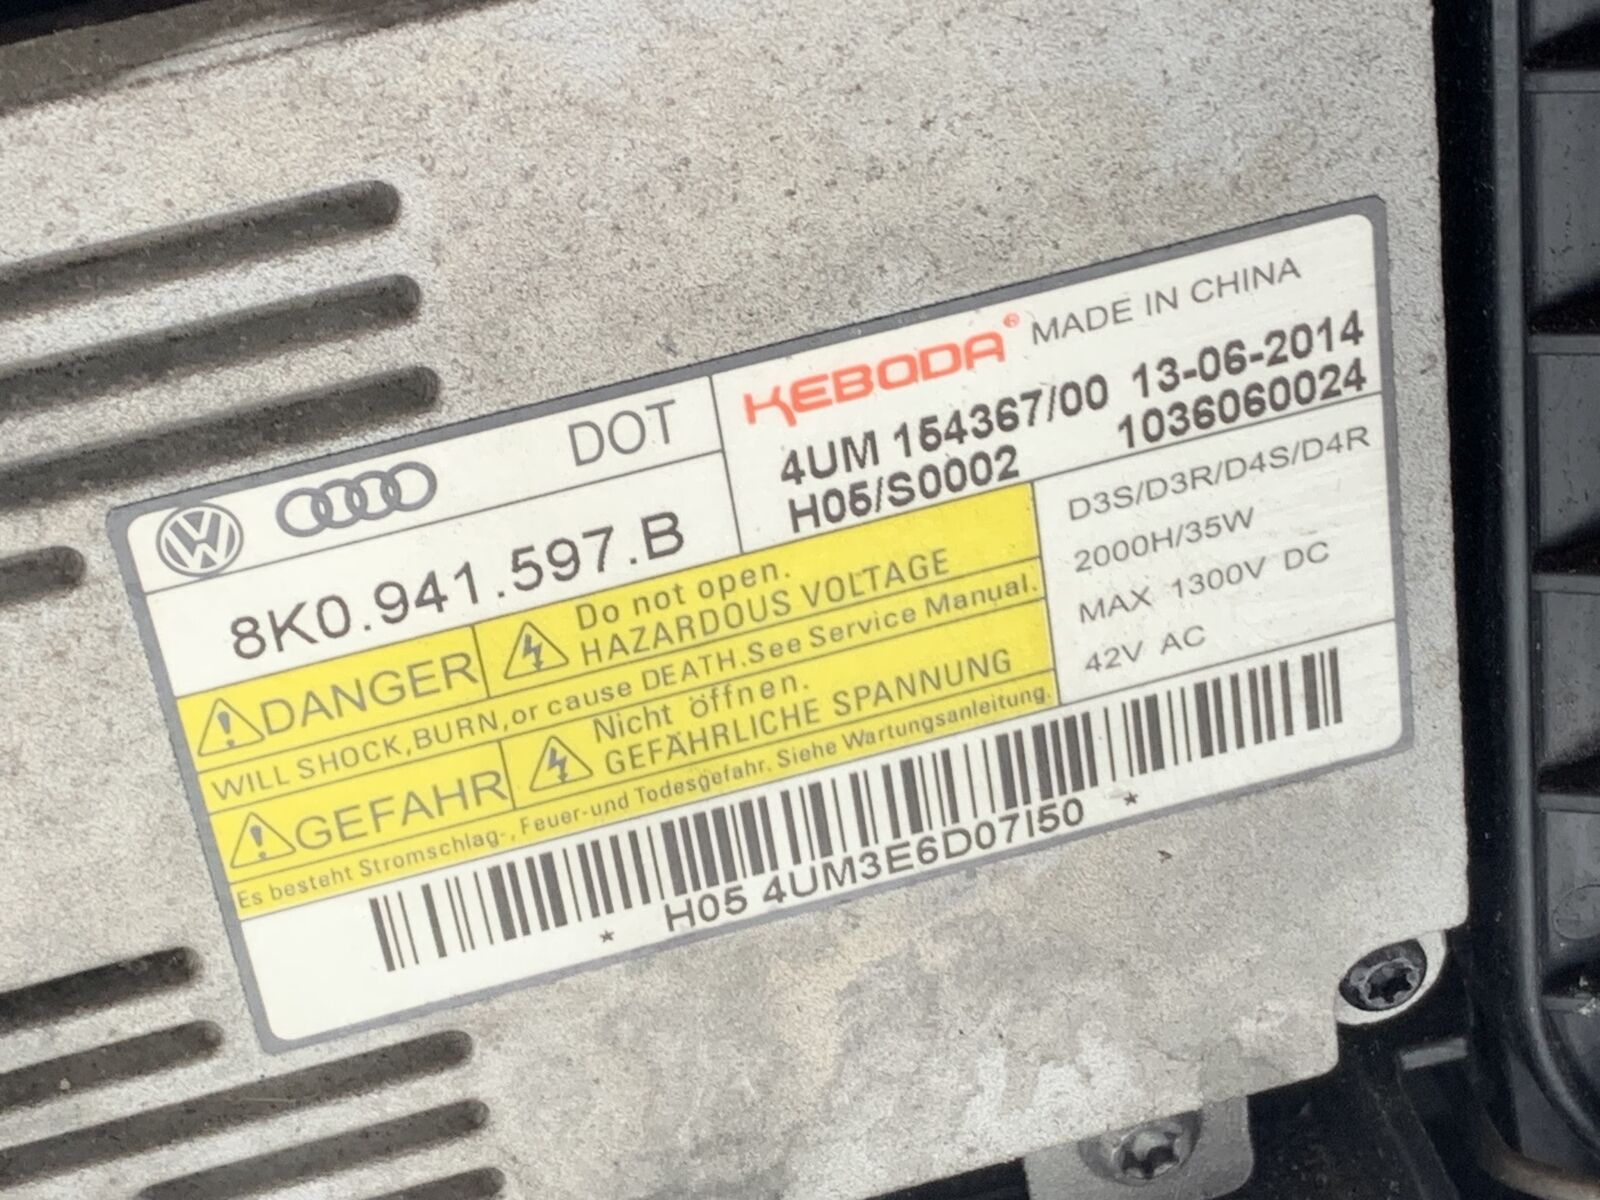 DOT
8K0.941.597.B
KEBODA® MADE IN CHINA
4UM 154367/00 13-06-2014
H05/S0002 1036060024
D3S/D3R/D4S/D4R
2000H/35W
MAX 1300V DC
42V AC
DANGER
Do not open.
HAZARDOUS VOLTAGE
WILL SHOCK,BURN,or cause DEATH.See Service Manual.
GEFAHR
Nicht öffnen.
GEFÄHRLICHE SPANNUNG
Es besteht Stromschlag-, Feuer-und Todesgefahr. Siehe Wartungsanleitung.
* H05 4UM3E6D07I50 *